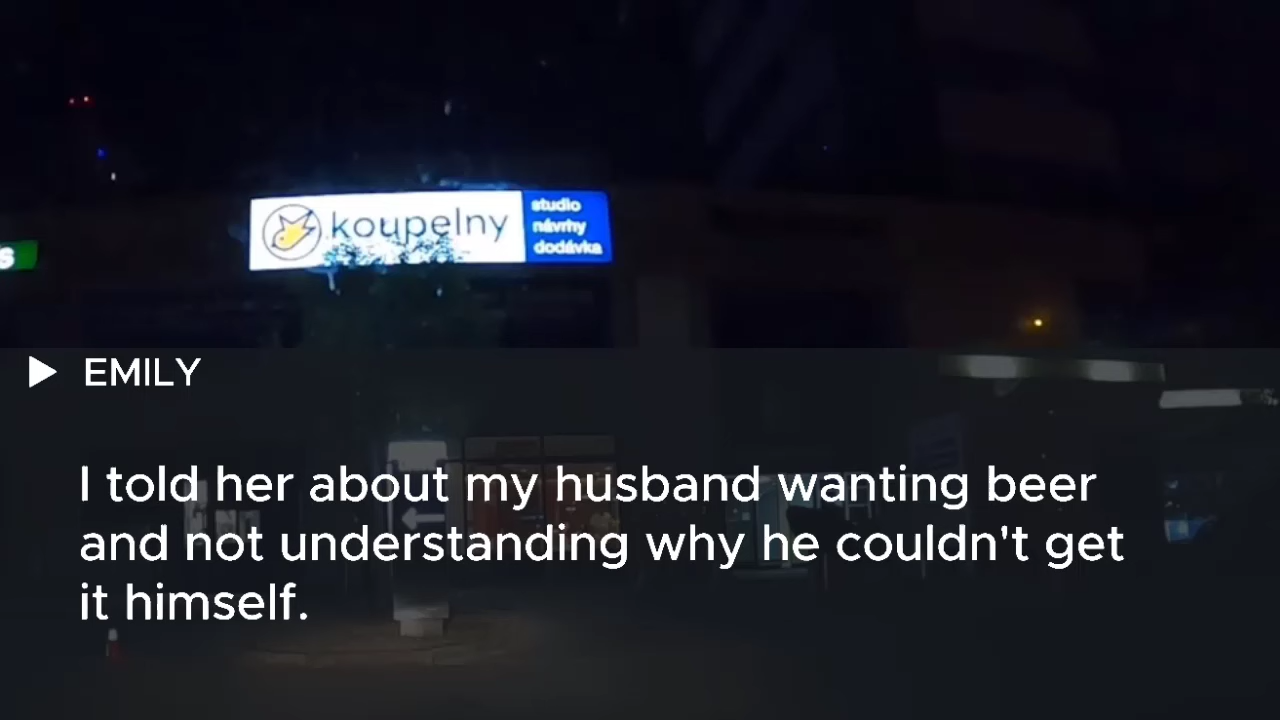 koupelny
studio
návrhy
dodávka
S
EMILY
I told her about my husband wanting beer
and not understanding why he couldn't get
it himself.